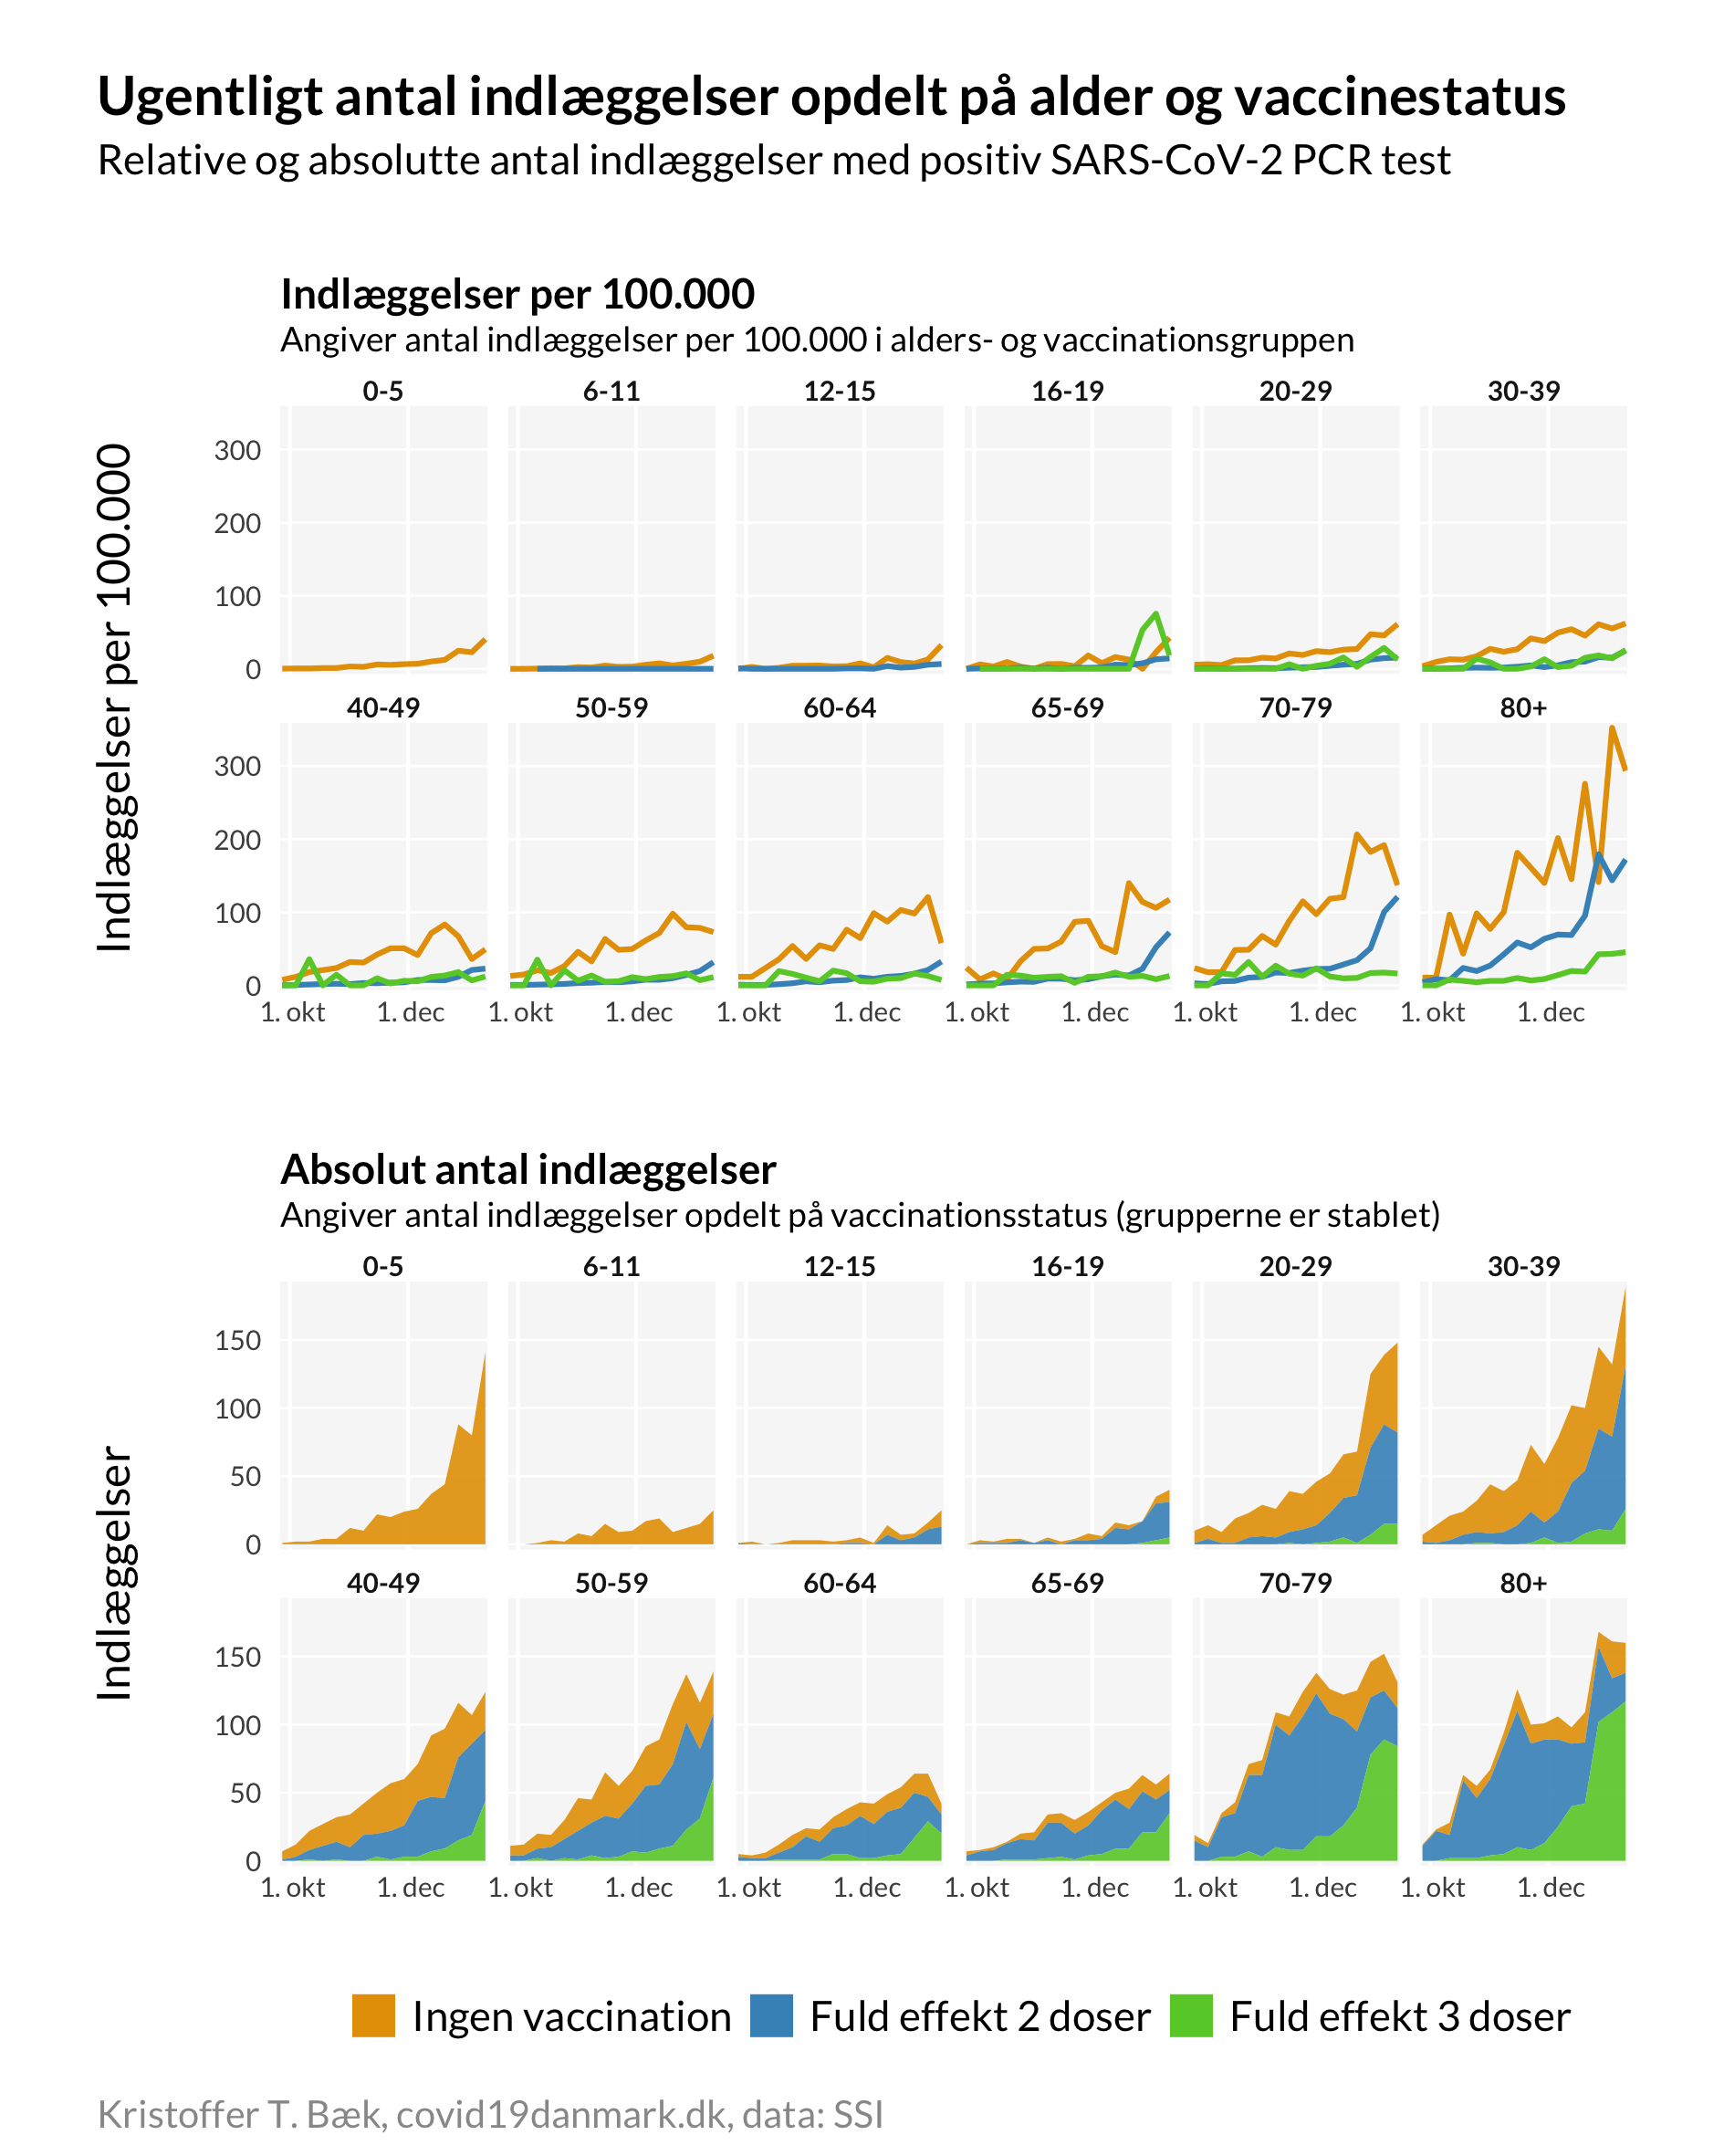 Ugentligt antal indlæggelser opdelt på alder og vaccinestatus
Relative og absolutte antal indlæggelser med positiv SARS-CoV-2 PCR test
Indlæggelser per 100.000
Angiver antal indlæggelser per 100.000 i alders- og vaccinationsgruppen
Indlæggelser per 100.000
0-5 6-11 12-15 16-19 20-29 30-39
300
200
100
0
40-49 50-59 60-64 65-69 70-79 80+
300
200
100
0
1. okt 1. dec 1. okt 1. dec 1. okt 1. dec 1. okt 1. dec 1. okt 1. dec 1. okt 1. dec
Absolut antal indlæggelser
Angiver antal indlæggelser opdelt på vaccinationsstatus (grupperne er stablet)
Indlæggelser
0-5 6-11 12-15 16-19 20-29 30-39
150
100
50
0
40-49 50-59 60-64 65-69 70-79 80+
150
100
50
0
1. okt 1. dec 1. okt 1. dec 1. okt 1. dec 1. okt 1. dec 1. okt 1. dec 1. okt 1. dec
Ingen vaccination Fuld effekt 2 doser Fuld effekt 3 doser
Kristoffer T. Bæk, covid19danmark.dk, data: SSI